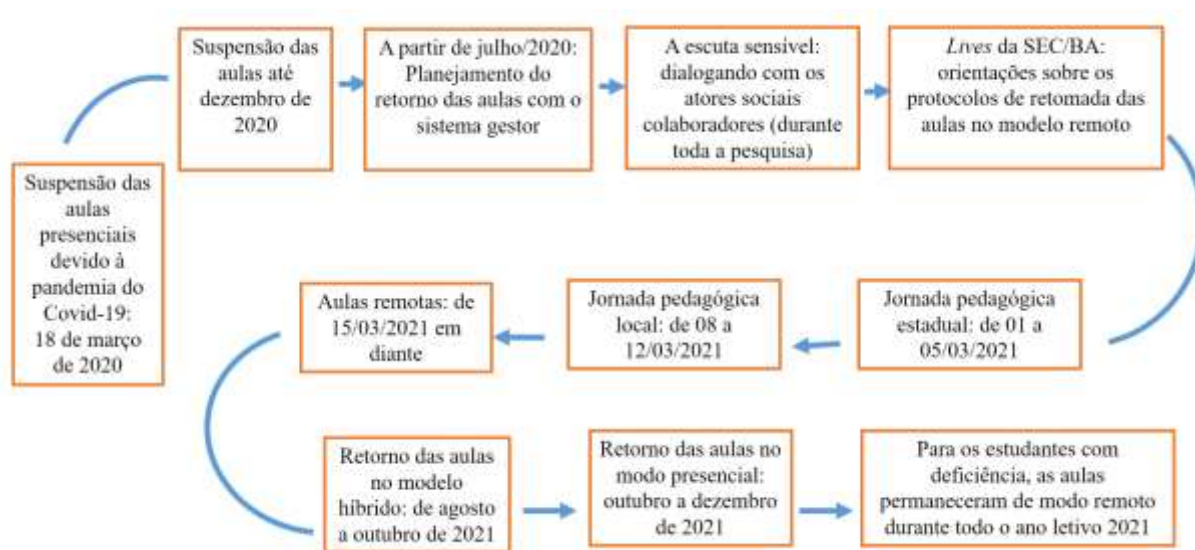 Suspensão das
aulas
presenciais
devido à
pandemia do
Covid-19:
18 de março
de 2020
Suspensão das
aulas até
dezembro de
2020
A partir de julho/2020:
Planejamento do
retorno das aulas com o
sistema gestor
A escuta sensível:
dialogando com os
atores sociais
colaboradores (durante
toda a pesquisa)
Lives da SEC/BA:
orientações sobre os
protocolos de retomada das
aulas no modelo remoto
Jornada pedagógica
estadual: de 01 a
05/03/2021
Jornada pedagógica
local: de 08 a
12/03/2021
Aulas remotas: de
15/03/2021 em
diante
Retorno das aulas
no modelo
híbrido: de agosto
a outubro de 2021
Retorno das aulas no
modo presencial:
outubro a dezembro
de 2021
Para os estudantes com
deficiência, as aulas
permaneceram de modo remoto
durante todo o ano letivo 2021